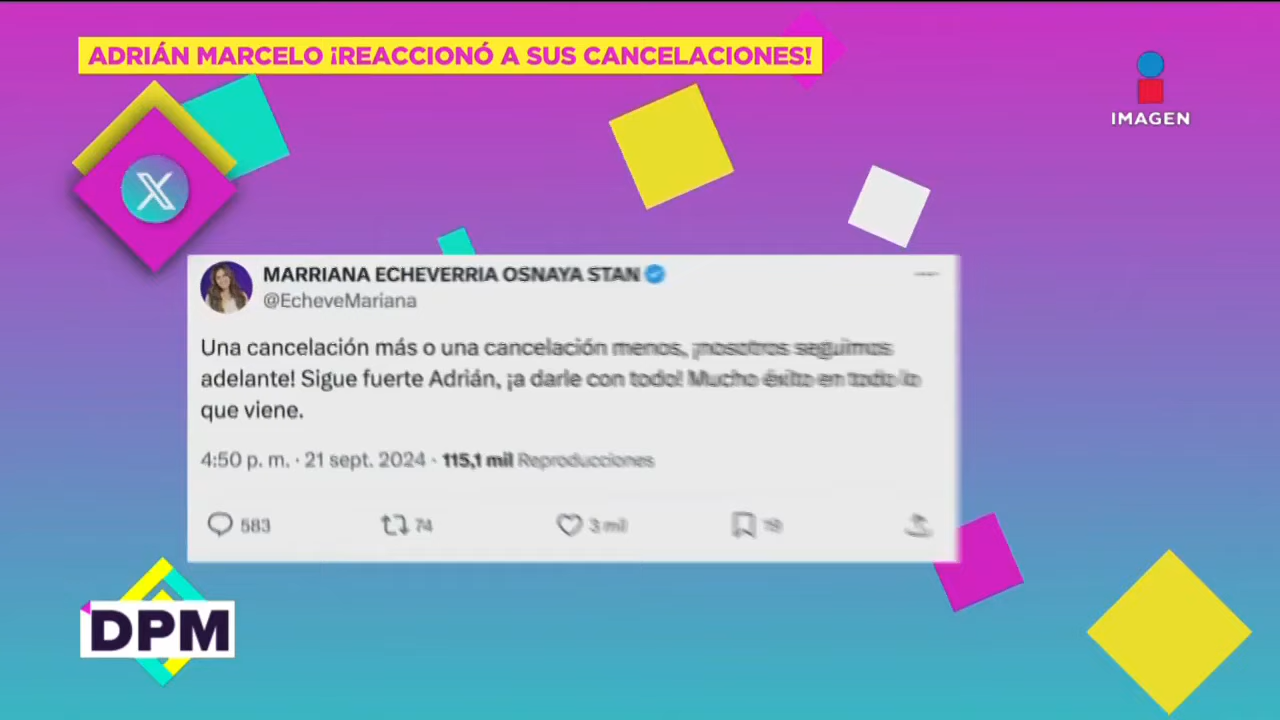 ADRIÁN MARCELO ¡REACCIONÓ A SUS CANCELACIONES!
IMAGEN
X
MARRIANA ECHEVERRIA OSNAYA STAN
@EcheveMariana
Una cancelación más o una cancelación menos, ¡nosotros seguimos
adelante! Sigue fuerte Adrián, ¡a darle con todo! Mucho éxito en todo lo
que viene.
4:50 p. m. · 21 sept. 2024 · 115,1 mil Reproducciones
583 74 3 mil
DPM